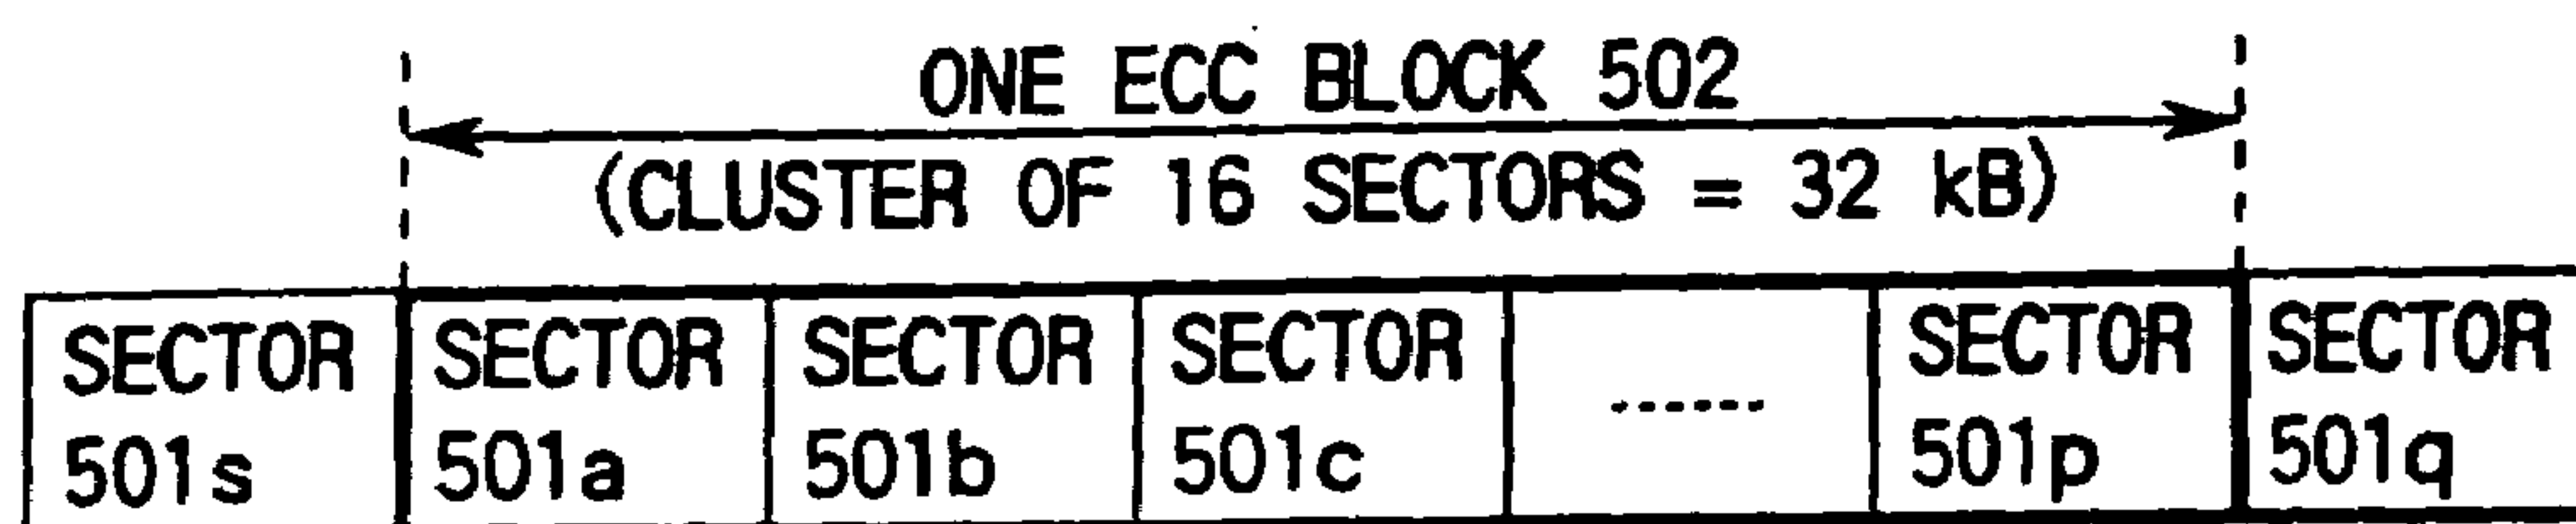 ONE ECC BLOCK 502
(CLUSTER OF 16 SECTORS = 32 kB)
SECTOR SECTOR SECTOR SECTOR ...... SECTOR SECTOR
501s 501a 501b 501c 501p 501q